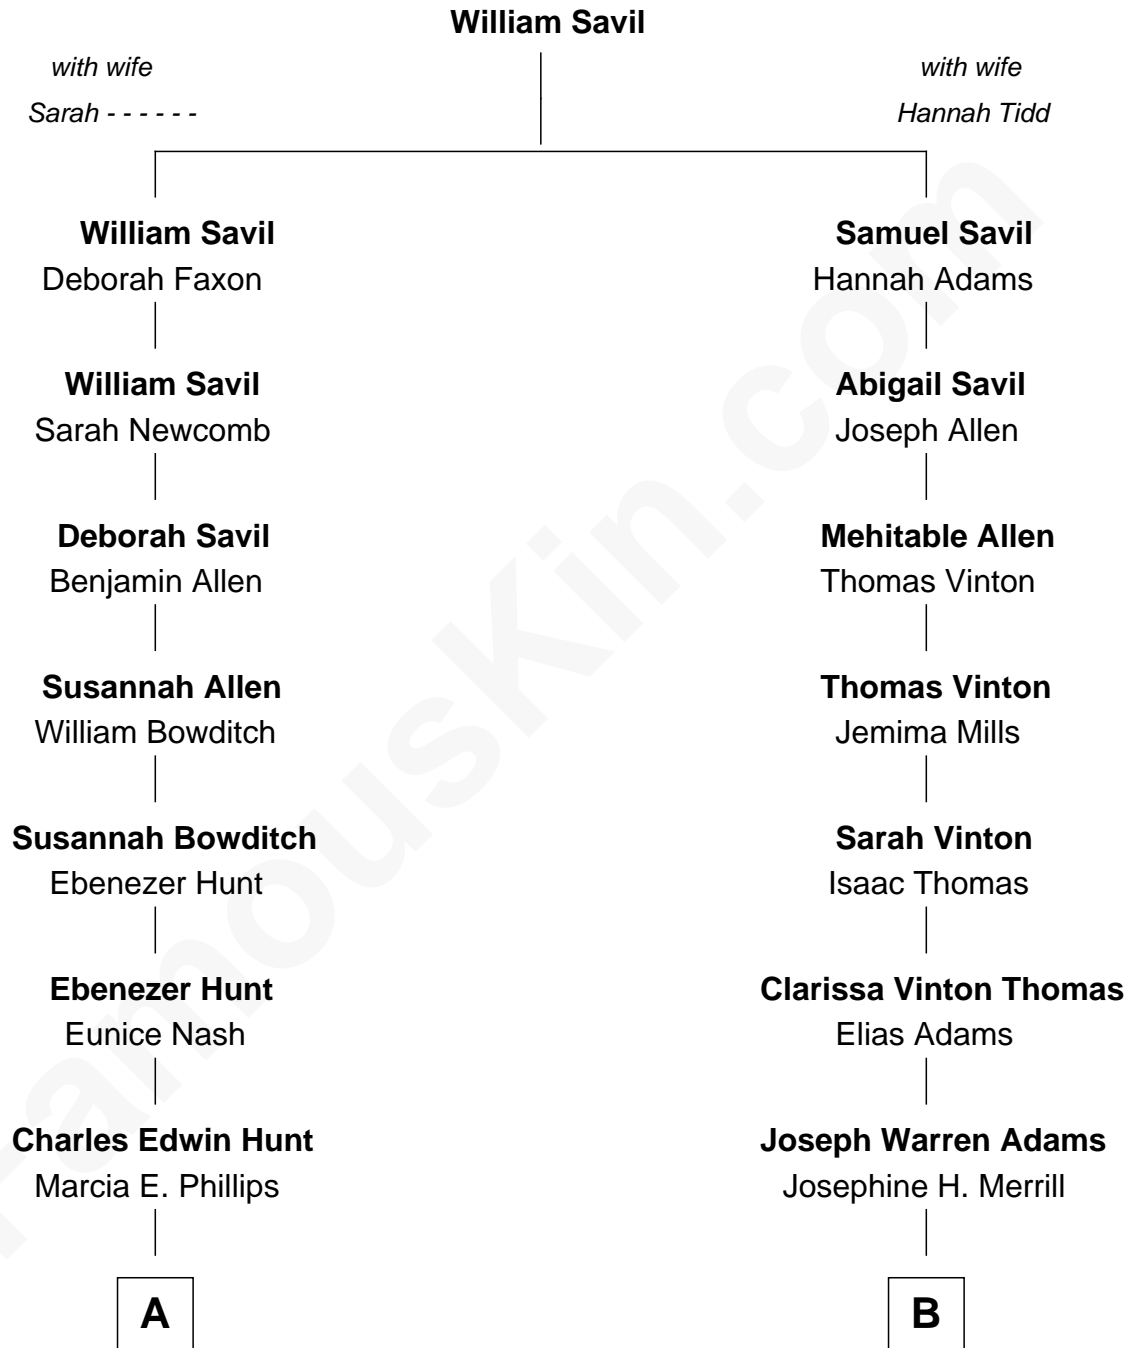 William Savil
with wife
with wife
Sarah - - - - - -
Hannah Tidd
William Savil
Samuel Savil
Deborah Faxon
Hannah Adams
William Savil
Abigail Savil
Sarah Newcomb
Joseph Allen
Deborah Savil
Mehitable Allen
Benjamin Allen
Thomas Vinton
Susannah Allen
Thomas Vinton
William Bowditch
Jemima Mills
Susannah Bowditch
Sarah Vinton
Ebenezer Hunt
Isaac Thomas
Ebenezer Hunt
Clarissa Vinton Thomas
Eunice Nash
Elias Adams
Charles Edwin Hunt
Joseph Warren Adams
Marcia E. Phillips
Josephine H. Merrill
A
B
FamousKin.com